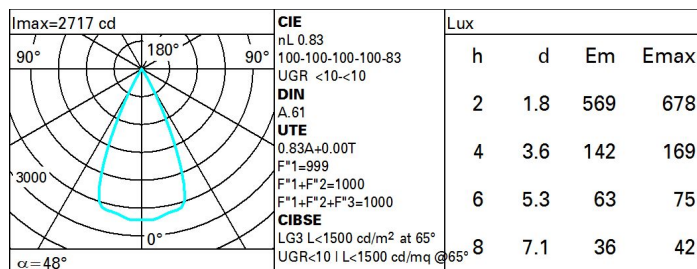 Imax=2717 cd
90° 180° 90°
3000
0°
α=48°
CIE
nL 0.83
100-100-100-100-83
UGR <10-<10
DIN
A.61
UTE
0.83A+0.00T
F"1=999
F"1+F"2=1000
F"1+F"2+F"3=1000
CIBSE
LG3 L<1500 cd/m² at 65°
UGR<10 | L<1500 cd/mq @65°
Lux
h d Em Emax
2 1.8 569 678
4 3.6 142 169
6 5.3 63 75
8 7.1 36 42